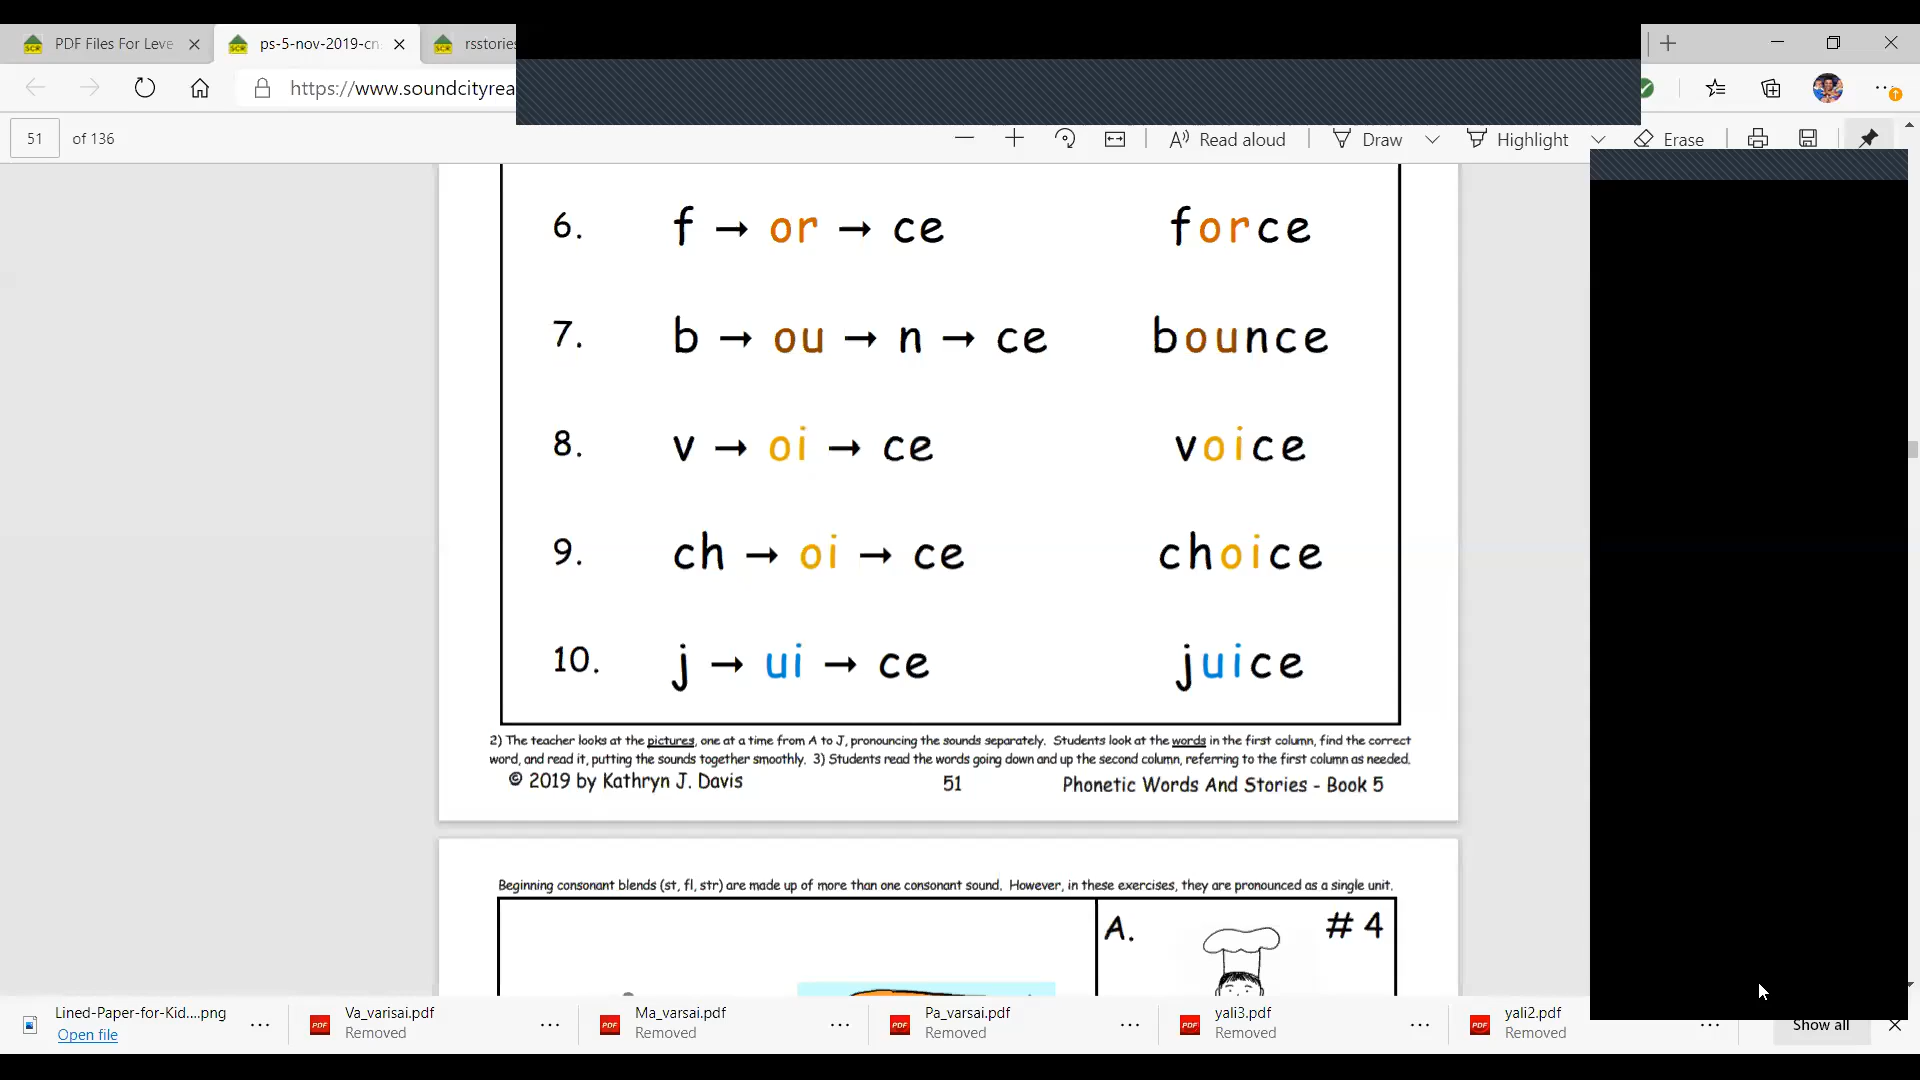 PDF Files For Leve
ps-5-nov-2019-cn
rsstories
https://www.soundcityrea
51 of 136
Read aloud
Draw
Highlight
Erase
6. f → or → ce force
7. b → ou → n → ce bounce
8. v → oi → ce voice
9. ch → oi → ce choice
10. j → ui → ce juice
2) The teacher looks at the pictures, one at a time from A to J, pronouncing the sounds separately. Students look at the words in the first column, find the correct
word, and read it, putting the sounds together smoothly. 3) Students read the words going down and up the second column, referring to the first column as needed.
© 2019 by Kathryn J. Davis 51 Phonetic Words And Stories - Book 5
Beginning consonant blends (st, fl, str) are made up of more than one consonant sound. However, in these exercises, they are pronounced as a single unit.
A. # 4
Lined-Paper-for-Kid....png
Open file
Va_varisai.pdf
Removed
Ma_varsai.pdf
Removed
Pa_varsai.pdf
Removed
yali3.pdf
Removed
yali2.pdf
Removed
Show all